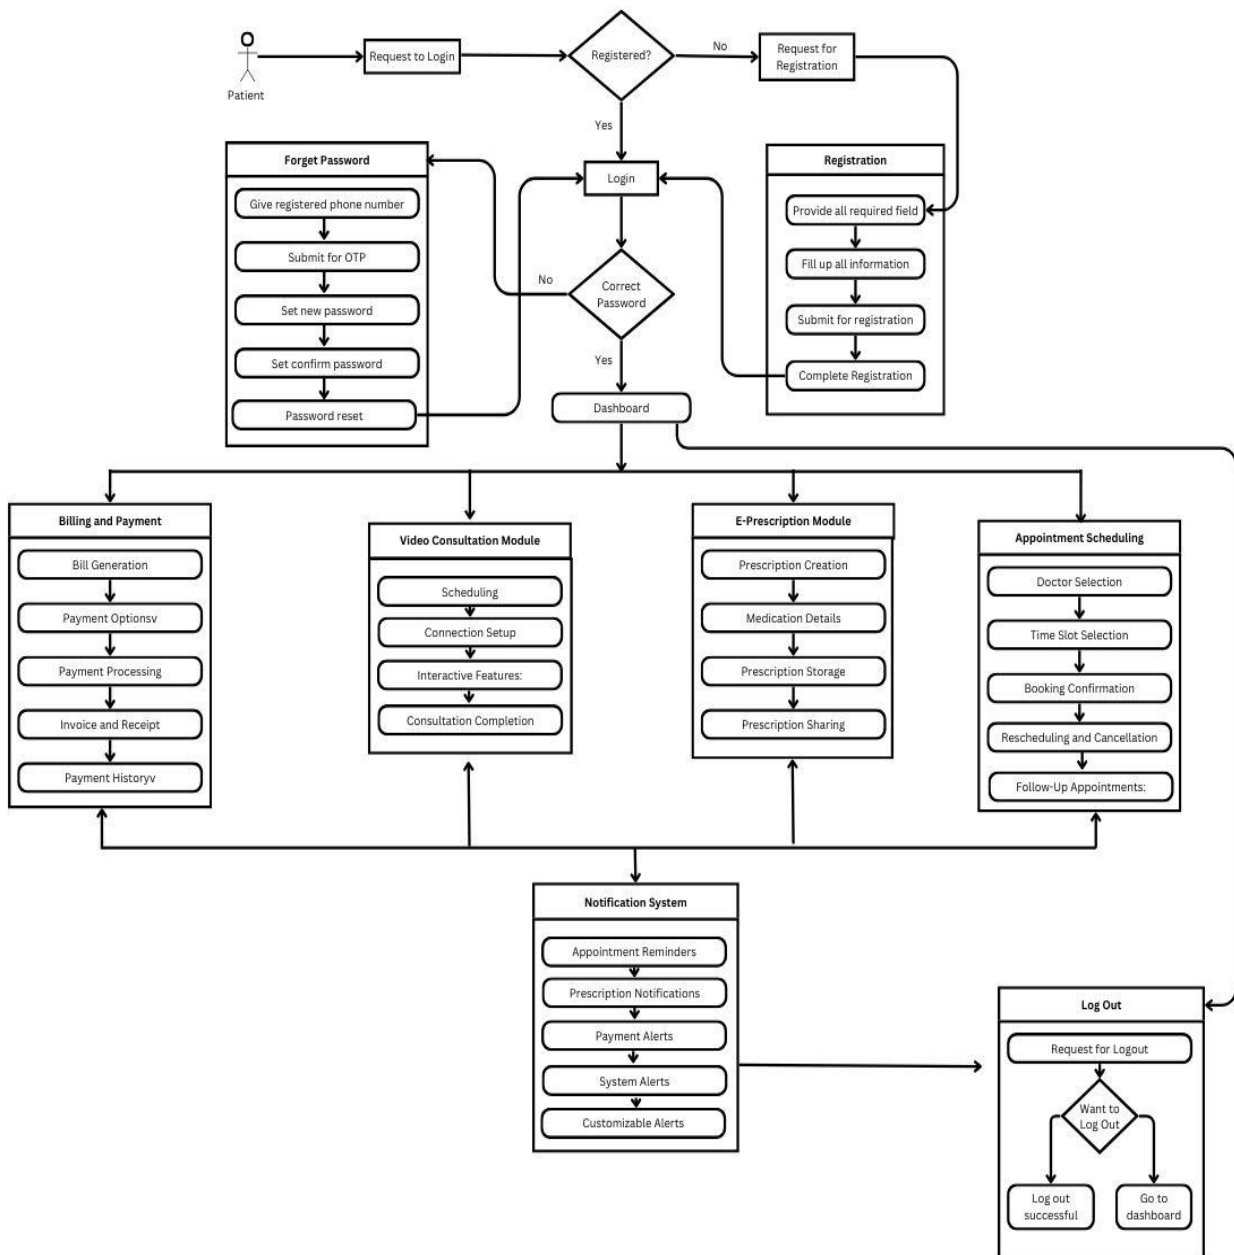 Patient
Request to Login
Registered?
No
Request for
Registration
Yes
Forget Password
Give registered phone number
Submit for OTP
Set new password
Set confirm password
Password reset
Login
No
Correct
Password
Yes
Dashboard
Registration
Provide all required field
Fill up all information
Submit for registration
Complete Registration
Billing and Payment
Bill Generation
Payment Optionsv
Payment Processing
Invoice and Receipt
Payment Historyv
Video Consultation Module
Scheduling
Connection Setup
Interactive Features:
Consultation Completion
E-Prescription Module
Prescription Creation
Medication Details
Prescription Storage
Prescription Sharing
Appointment Scheduling
Doctor Selection
Time Slot Selection
Booking Confirmation
Rescheduling and Cancellation
Follow-Up Appointments:
Notification System
Appointment Reminders
Prescription Notifications
Payment Alerts
System Alerts
Customizable Alerts
Log Out
Request for Logout
Want to
Log Out
Log out
successful
Go to
dashboard